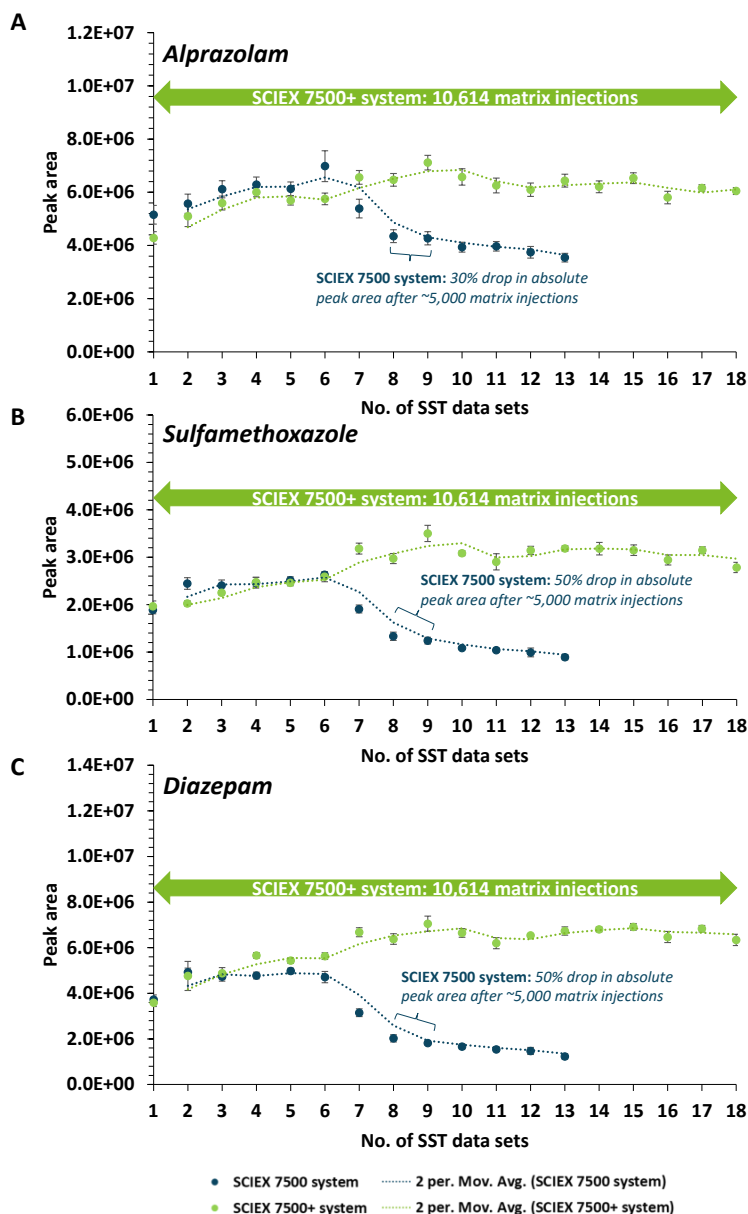 A
Alprazolam
1.2E+07
1.0E+07
8.0E+06
6.0E+06
4.0E+06
2.0E+06
0.0E+00
Peak area
SCIEX 7500+ system: 10,614 matrix injections
SCIEX 7500 system: 30% drop in absolute
peak area after ~5,000 matrix injections
1 2 3 4 5 6 7 8 9 10 11 12 13 14 15 16 17 18
No. of SST data sets
B
Sulfamethoxazole
6.0E+06
5.0E+06
4.0E+06
3.0E+06
2.0E+06
1.0E+06
0.0E+00
Peak area
SCIEX 7500+ system: 10,614 matrix injections
SCIEX 7500 system: 50% drop in absolute
peak area after ~5,000 matrix injections
1 2 3 4 5 6 7 8 9 10 11 12 13 14 15 16 17 18
No. of SST data sets
C
Diazepam
1.4E+07
1.2E+07
1.0E+07
8.0E+06
6.0E+06
4.0E+06
2.0E+06
0.0E+00
Peak area
SCIEX 7500+ system: 10,614 matrix injections
SCIEX 7500 system: 50% drop in absolute
peak area after ~5,000 matrix injections
1 2 3 4 5 6 7 8 9 10 11 12 13 14 15 16 17 18
No. of SST data sets
SCIEX 7500 system 2 per. Mov. Avg. (SCIEX 7500 system)
SCIEX 7500+ system 2 per. Mov. Avg. (SCIEX 7500+ system)